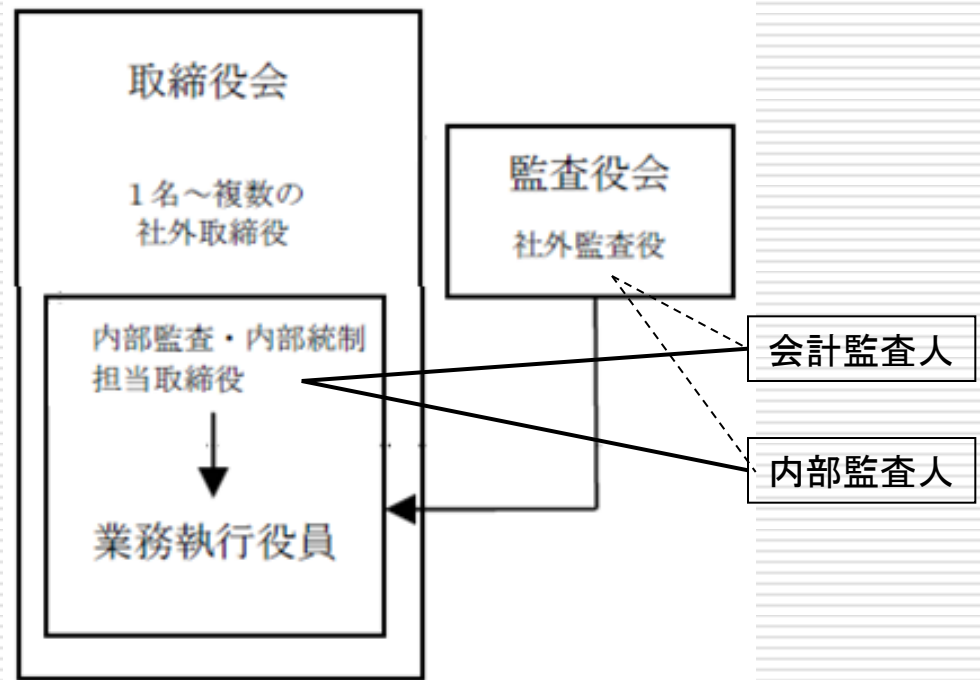 取締役会
1名～複数の
社外取締役
監査役会
社外監査役
内部監査・内部統制
担当取締役
業務執行役員
会計監査人
内部監査人